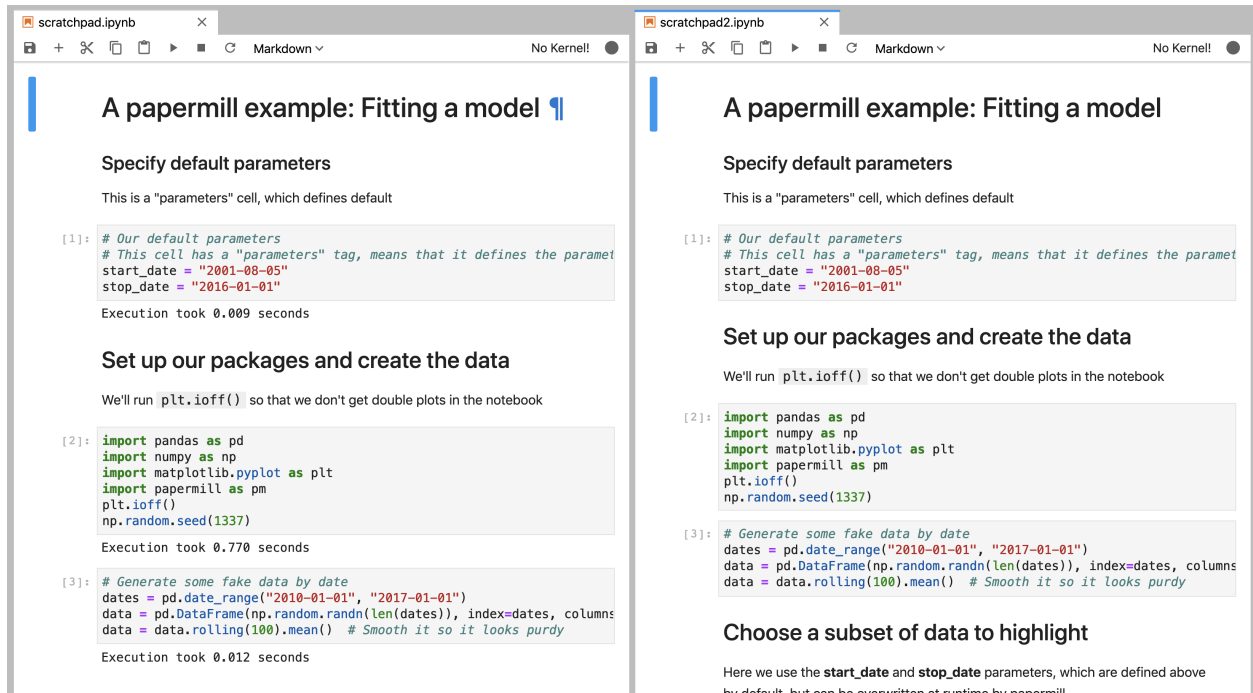 scratchpad.ipynb
Markdown
No Kernel!
A papermill example: Fitting a model ¶
Specify default parameters
This is a "parameters" cell, which defines default
[1]: # Our default parameters
# This cell has a "parameters" tag, means that it defines the paramet
start_date = "2001-08-05"
stop_date = "2016-01-01"
Execution took 0.009 seconds
Set up our packages and create the data
We'll run plt.ioff() so that we don't get double plots in the notebook
[2]: import pandas as pd
import numpy as np
import matplotlib.pyplot as plt
import papermill as pm
plt.ioff()
np.random.seed(1337)
Execution took 0.770 seconds
[3]: # Generate some fake data by date
dates = pd.date_range("2010-01-01", "2017-01-01")
data = pd.DataFrame(np.random.randn(len(dates)), index=dates, columns
data = data.rolling(100).mean()  # Smooth it so it looks purdy
Execution took 0.012 seconds
scratchpad2.ipynb
Markdown
No Kernel!
A papermill example: Fitting a model
Specify default parameters
This is a "parameters" cell, which defines default
[1]: # Our default parameters
# This cell has a "parameters" tag, means that it defines the paramet
start_date = "2001-08-05"
stop_date = "2016-01-01"
Set up our packages and create the data
We'll run plt.ioff() so that we don't get double plots in the notebook
[2]: import pandas as pd
import numpy as np
import matplotlib.pyplot as plt
import papermill as pm
plt.ioff()
np.random.seed(1337)
[3]: # Generate some fake data by date
dates = pd.date_range("2010-01-01", "2017-01-01")
data = pd.DataFrame(np.random.randn(len(dates)), index=dates, columns
data = data.rolling(100).mean()  # Smooth it so it looks purdy
Choose a subset of data to highlight
Here we use the start_date and stop_date parameters, which are defined above
by default, but can be overwritten at runtime by papermill